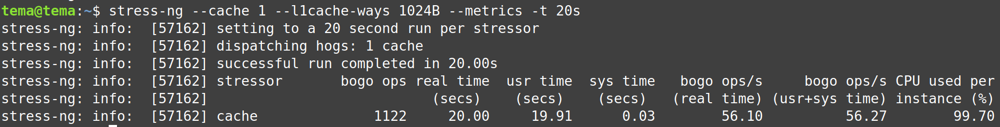 tema@tema:~$ stress-ng --cache 1 --l1cache-ways 1024B --metrics -t 20s
stress-ng: info:  [57162] setting to a 20 second run per stressor
stress-ng: info:  [57162] dispatching hogs: 1 cache
stress-ng: info:  [57162] successful run completed in 20.00s
stress-ng: info:  [57162] stressor       bogo ops real time  usr time  sys time   bogo ops/s     bogo ops/s CPU used per
stress-ng: info:  [57162]                           (secs)    (secs)    (secs)   (real time) (usr+sys time) instance (%)
stress-ng: info:  [57162] cache              1122     20.00     19.91      0.03        56.10          56.27        99.70